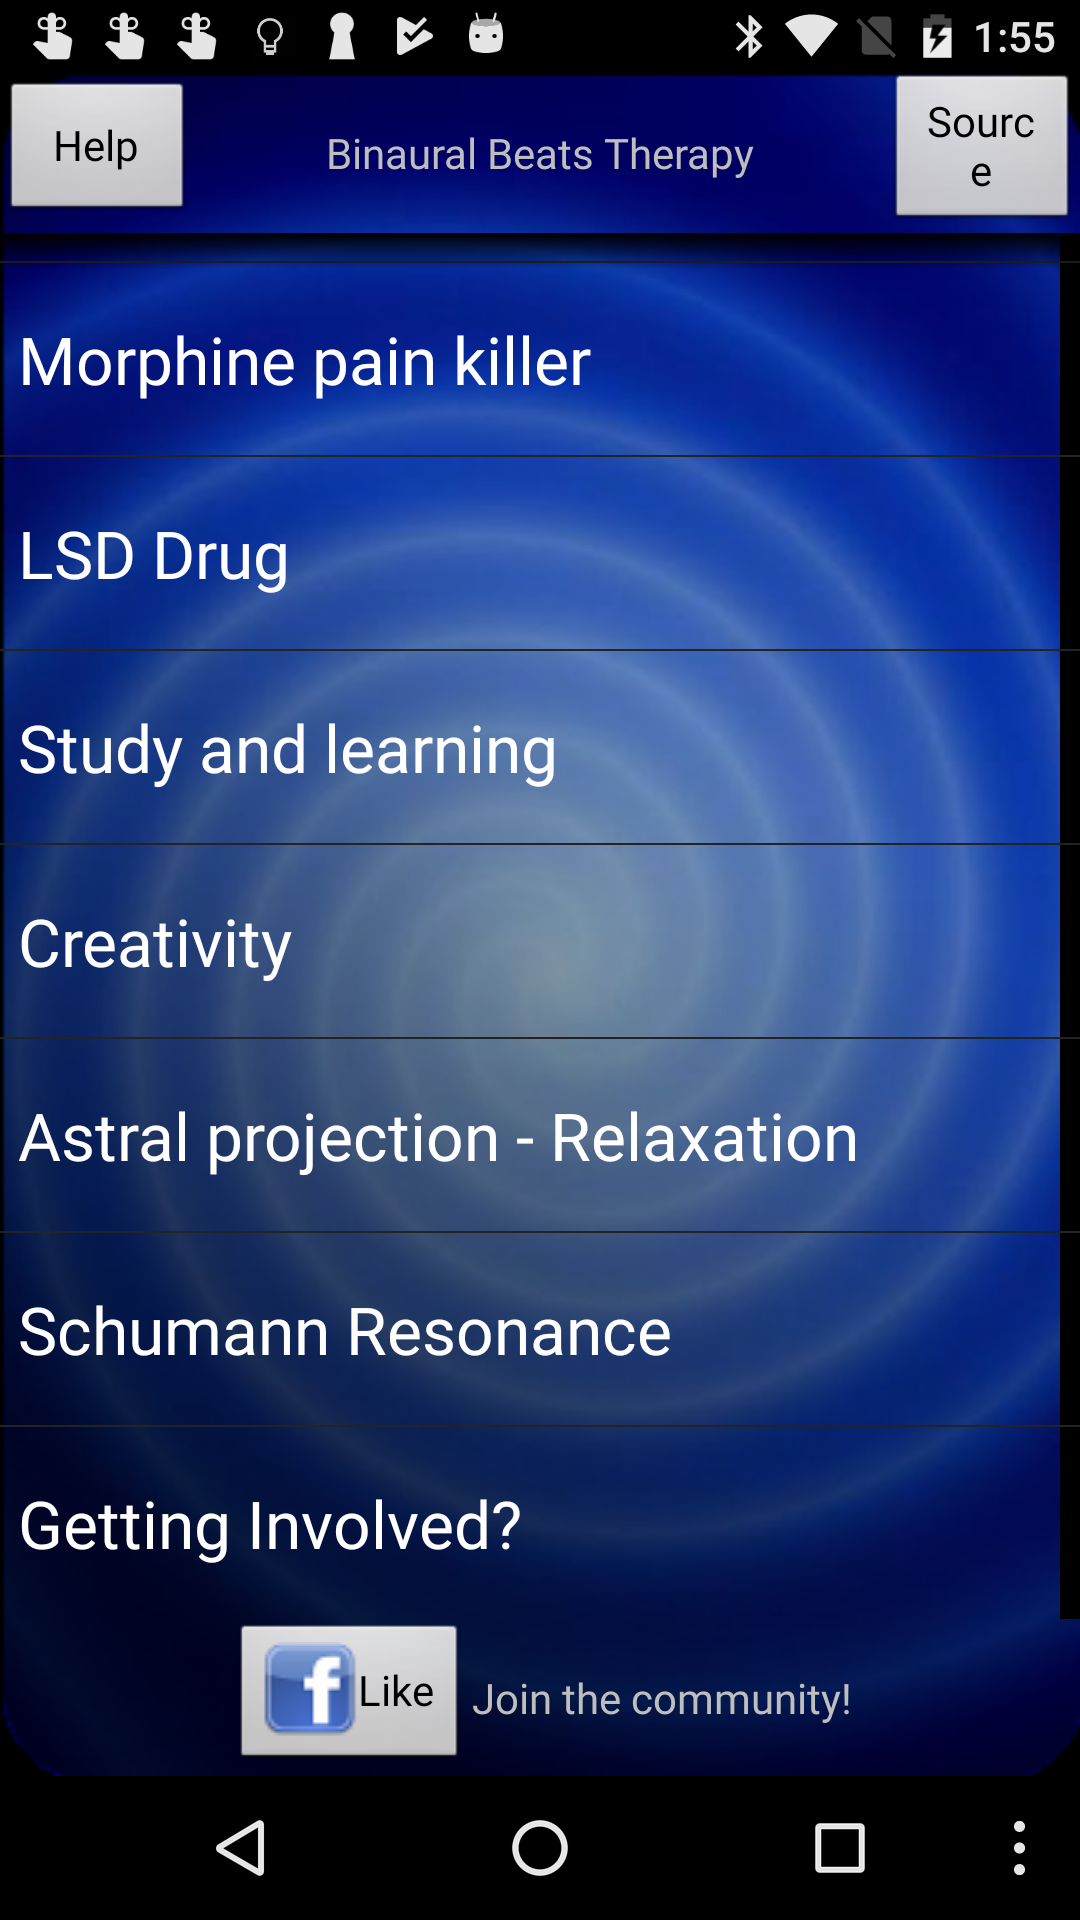 1:55
Help
Binaural Beats Therapy
Sourc
e
Morphine pain killer
LSD Drug
Study and learning
Creativity
Astral projection - Relaxation
Schumann Resonance
Getting Involved?
f Like
Join the community!